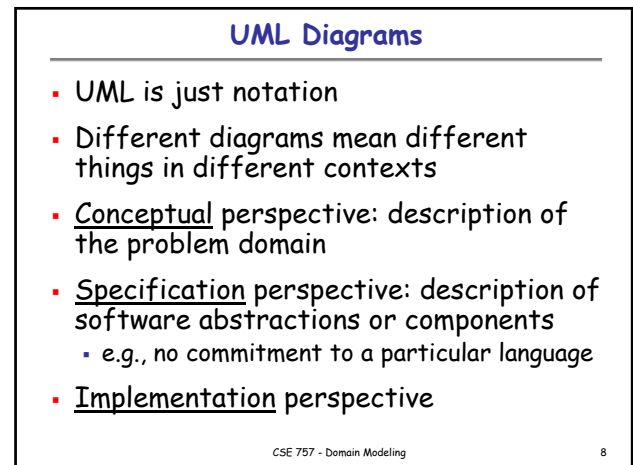 UML Diagrams
▪ UML is just notation
▪ Different diagrams mean different
things in different contexts
▪ Conceptual perspective: description of
the problem domain
▪ Specification perspective: description of
software abstractions or components
▪ e.g., no commitment to a particular language
▪ Implementation perspective
CSE 757 - Domain Modeling 8